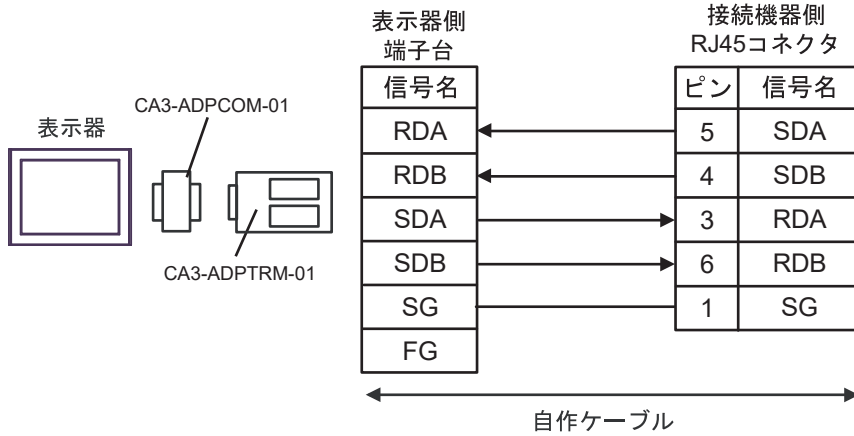 表示器側
端子台
接続機器側
RJ45コネクタ
信号名
ピン 信号名
CA3-ADPCOM-01
表示器
RDA 5 SDA
RDB 4 SDB
SDA 3 RDA
SDB 6 RDB
CA3-ADPTRM-01
SG 1 SG
FG
自作ケーブル